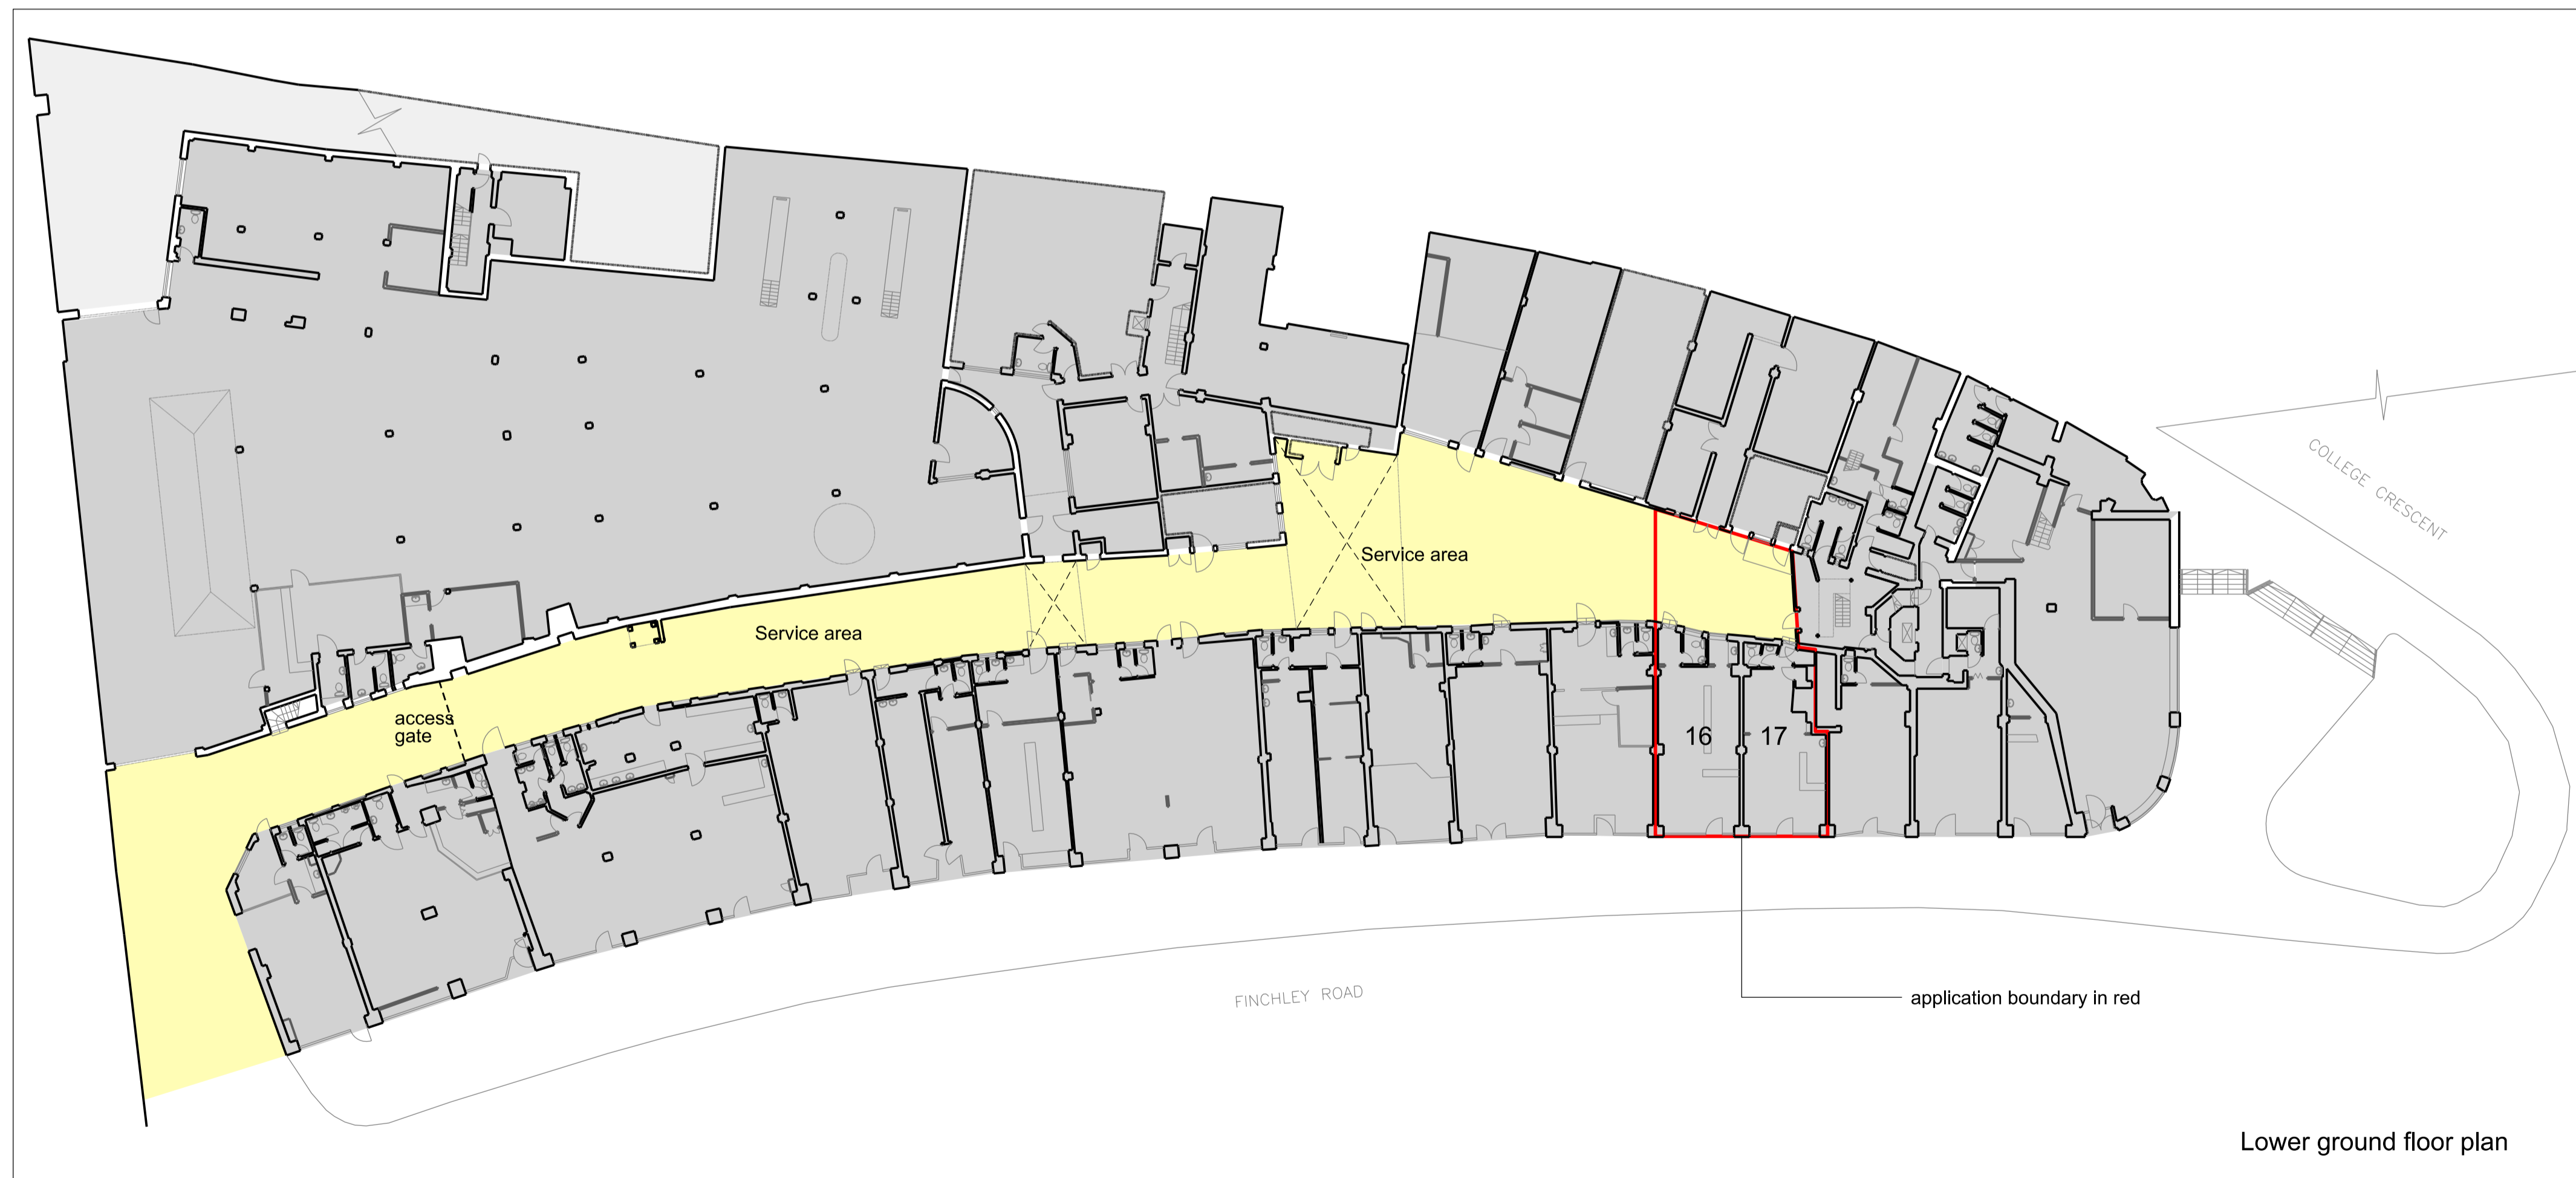 COLLEGE CRESCENT
Service area
Service area
access
gate
16
17
FINCHLEY ROAD
application boundary in red
Lower ground floor plan